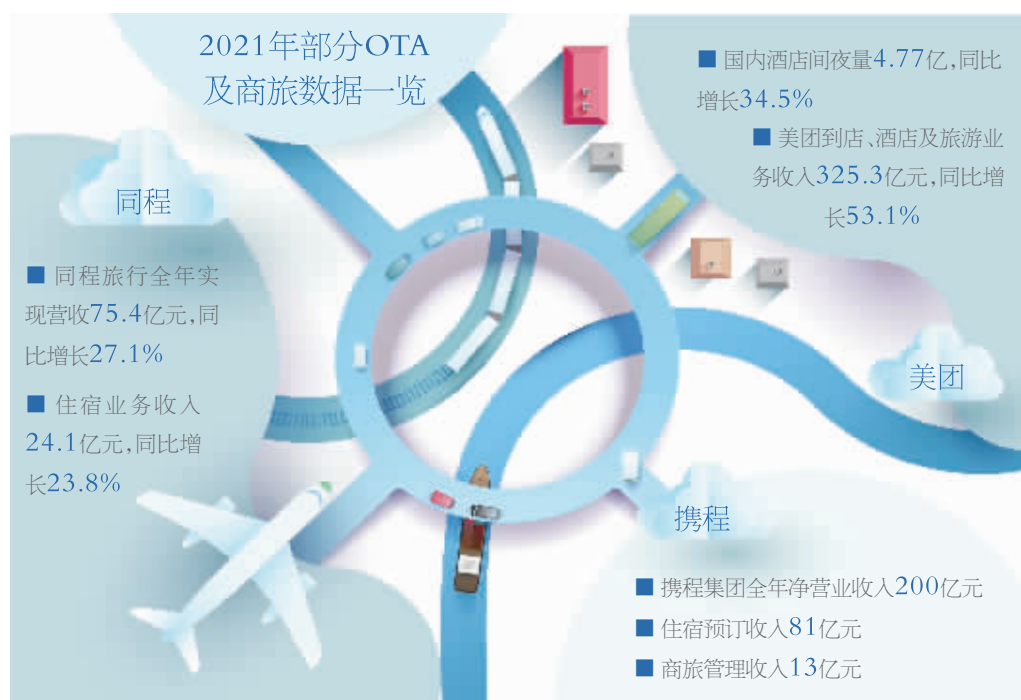 2021年部分OTA
及商旅数据一览
同程
■ 同程旅行全年实
现营收75.4亿元,同
比增长27.1%
■ 住宿业务收入
24.1亿元,同比增
长23.8%
■ 国内酒店间夜量4.77亿,同比
增长34.5%
■ 美团到店、酒店及旅游业
务收入325.3亿元,同比增
长53.1%
美团
携程
■ 携程集团全年净营业收入200亿元
■ 住宿预订收入81亿元
■ 商旅管理收入13亿元